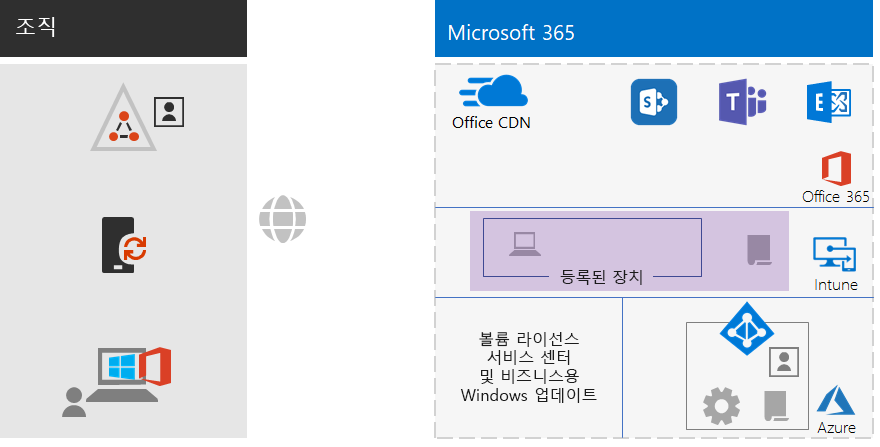 조직
Microsoft 365
Office CDN
Office 365
등록된 장치
Intune
볼륨 라이선스
서비스 센터
및 비즈니스용
Windows 업데이트
Azure